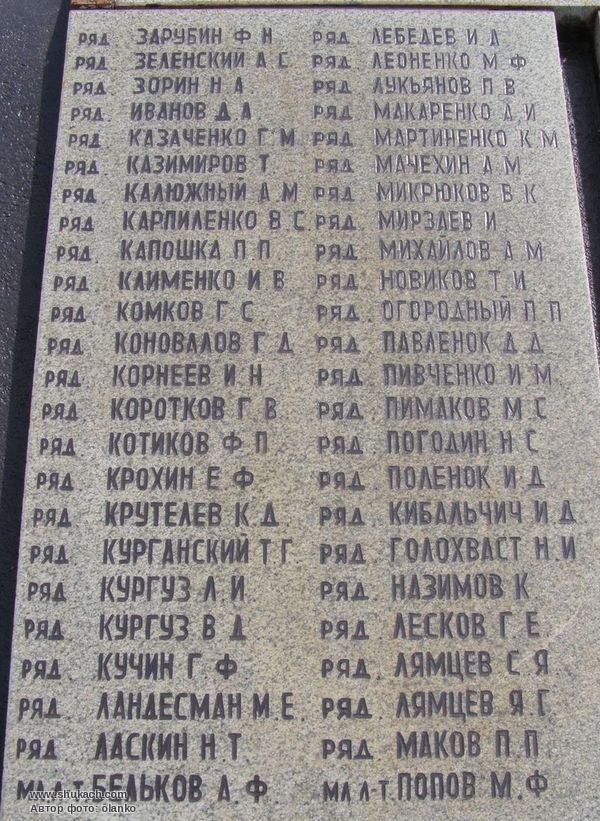 РЯД. ЗАРУБИН Ф Н
РЯД. ЗЕЛЕНСКИЙ А С
РЯД. ЗОРИН Н А
РЯД. ИВАНОВ Д А
РЯД. КАЗАЧЕНКО Г М
РЯД. КАЗИМИРОВ Т
РЯД. КАЛЮЖНЫЙ А М
РЯД. КАРПИЛЕНКО В С
РЯД. КАПОШКА П П
РЯД. КЛИМЕНКО И В
РЯД. КОМКОВ Г С
РЯД. КОНОВАЛОВ Г Д
РЯД. КОРНЕЕВ И Н
РЯД. КОРОТКОВ Г В
РЯД. КОТИКОВ Ф П
РЯД. КРОХИН Е Ф
РЯД. КРУТЕЛЕВ К Д
РЯД. КУРГАНСКИЙ Т Г
РЯД. КУРГУЗ Л И
РЯД. КУРГУЗ В Д
РЯД. КУЧИН Г Ф
РЯД. ЛАНДЕСМАН М Е
РЯД. ЛАСКИН Н Т
МЛ Л-Т БЕЛЬКОВ А Ф
РЯД. ЛЕБЕДЕВ И Д
РЯД. ЛЕОНЕНКО М Ф
РЯД. ЛУКЬЯНОВ П В
РЯД. МАКАРЕНКО А И
РЯД. МАРТИНЕНКО К М
РЯД. МАЧЕХИН А М
РЯД. МИКРЮКОВ В К
РЯД. МИРЗАЕВ И
РЯД. МИХАЙЛОВ А М
РЯД. НОВИКОВ Т И
РЯД. ОГОРОДНЫЙ П П
РЯД. ПАВЛЕНОК Д Д
РЯД. ПИВЧЕНКО И М
РЯД. ПИМАКОВ М С
РЯД. ПОГОДИН Н С
РЯД. ПОЛЕНОК И Д
РЯД. КИБАЛЬЧИЧ И Д
РЯД. ГОЛОХВАСТ Н И
РЯД. НАЗИМОВ К
РЯД. ЛЕСКОВ Г Е
РЯД. ЛЯМЦЕВ С Я
РЯД. ЛЯМЦЕВ Я Г
РЯД. МАКОВ П П
МЛ Л-Т ПОПОВ М Ф
www.shukach.com
Автор фото: olanko